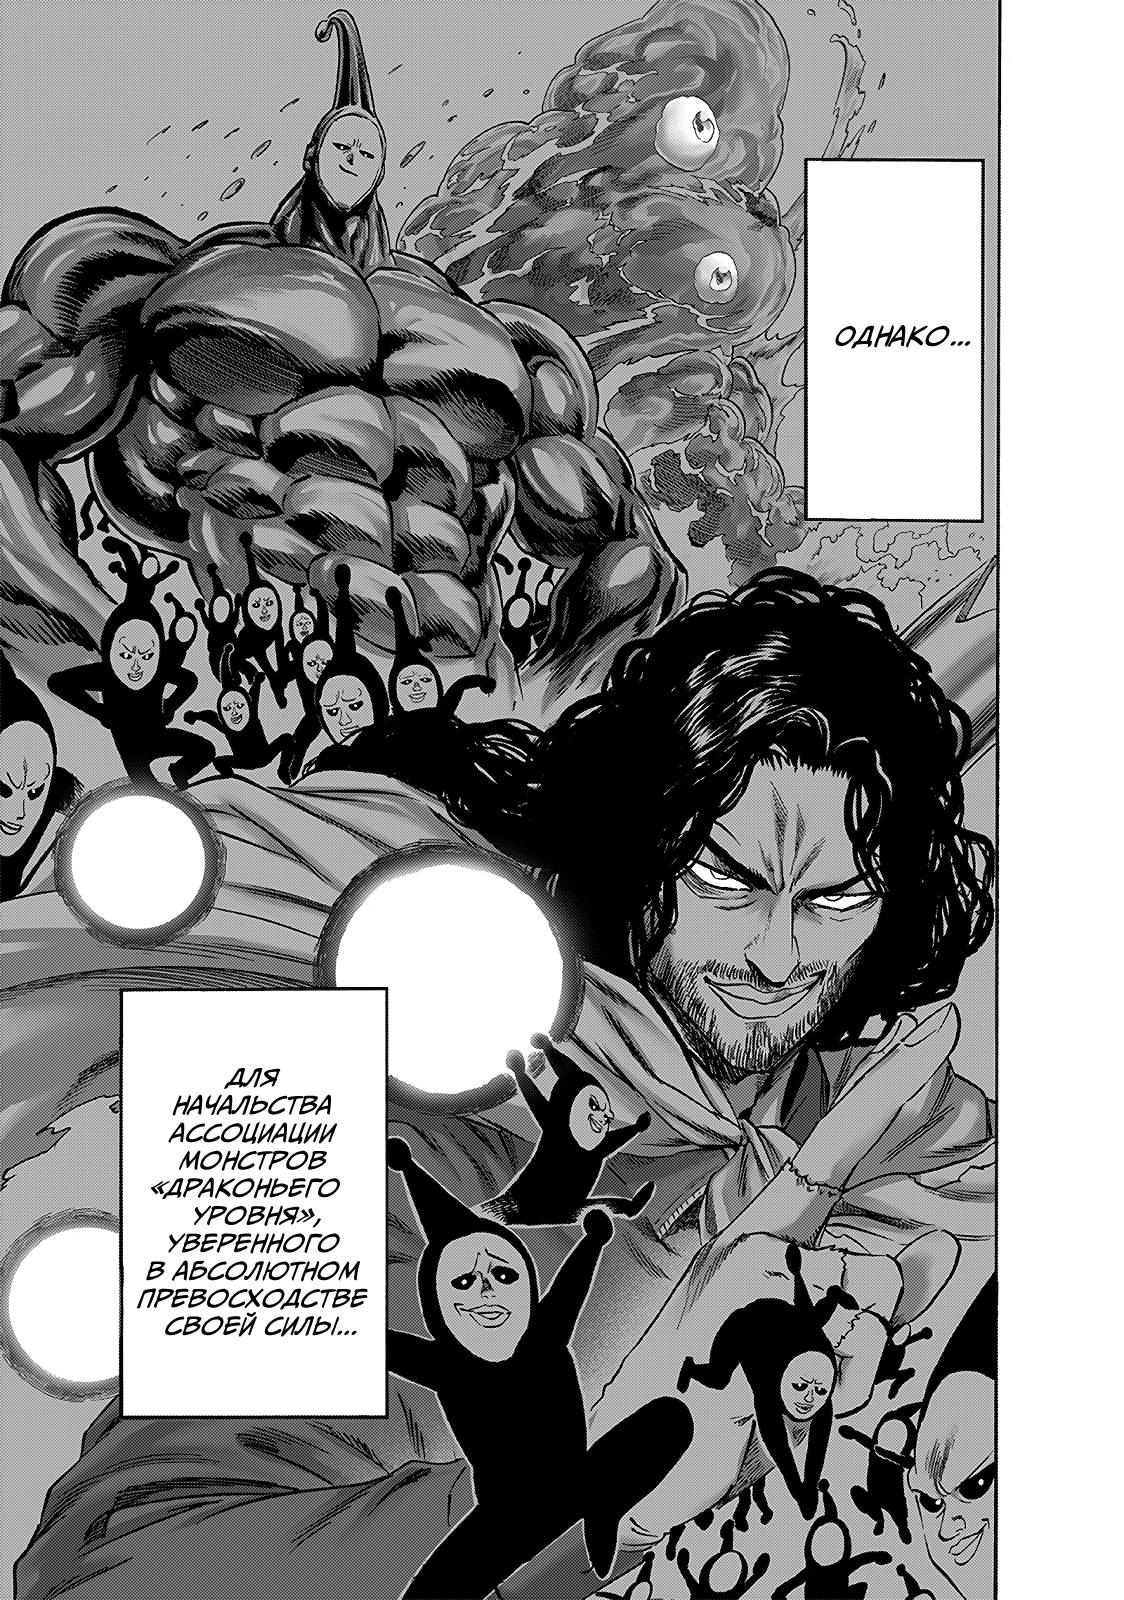 ОДНАКО...
ДЛЯ
НАЧАЛЬСТВА
АССОЦИАЦИИ
МОНСТРОВ
«ДРАКОНЬЕГО
УРОВНЯ»,
УВЕРЕННОГО
В АБСОЛЮТНОМ
ПРЕВОСХОДСТВЕ
СВОЕЙ СИЛЫ...